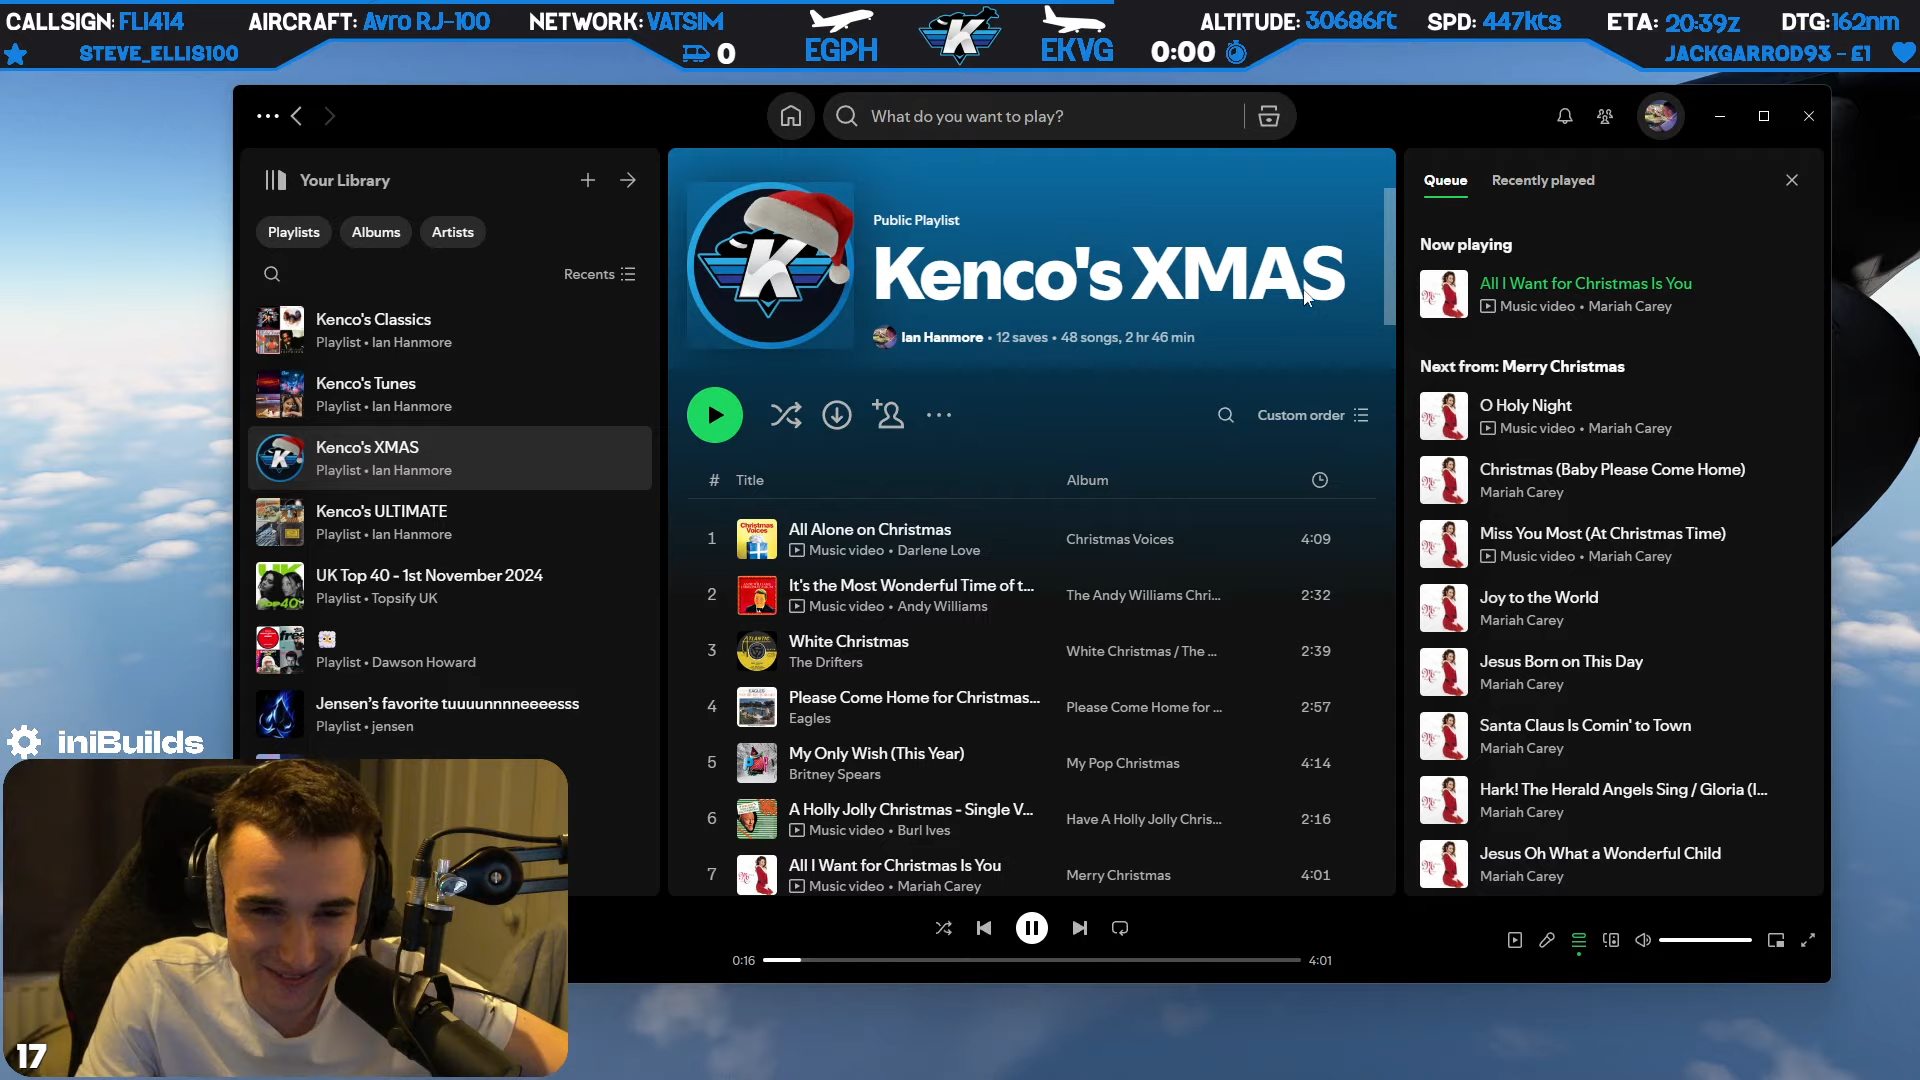 CALLSIGN: FLI414
AIRCRAFT: Avro RJ-100
NETWORK: VATSIM
STEVE_ELLIS100
0
EGPH
K
EKVG
0:00
ALTITUDE: 30686ft
SPD: 447kts
ETA: 20:39z
DTG: 162nm
JACKGARROD93 - £1
What do you want to play?
Your Library
Playlists
Albums
Artists
Recents
Kenco's Classics
Playlist • Ian Hanmore
Kenco's Tunes
Playlist • Ian Hanmore
Kenco's XMAS
Playlist • Ian Hanmore
Kenco's ULTIMATE
Playlist • Ian Hanmore
UK Top 40 - 1st November 2024
Playlist • Topsify UK
Playlist • Dawson Howard
Jensen's favorite tuuuunnnneeeesss
Playlist • jensen
K
Public Playlist
Kenco's XMAS
Ian Hanmore • 12 saves • 48 songs, 2 hr 46 min
Custom order
# Title Album
1 All Alone on Christmas Christmas Voices 4:09
Music video • Darlene Love
2 It's the Most Wonderful Time of t... The Andy Williams Chri... 2:32
Music video • Andy Williams
3 White Christmas White Christmas / The ... 2:39
The Drifters
4 Please Come Home for Christmas... Please Come Home for ... 2:57
Eagles
5 My Only Wish (This Year) My Pop Christmas 4:14
Britney Spears
6 A Holly Jolly Christmas - Single V... Have A Holly Jolly Chris... 2:16
Music video • Burl Ives
7 All I Want for Christmas Is You Merry Christmas 4:01
Music video • Mariah Carey
Queue
Recently played
Now playing
All I Want for Christmas Is You
Music video • Mariah Carey
Next from: Merry Christmas
O Holy Night
Music video • Mariah Carey
Christmas (Baby Please Come Home)
Mariah Carey
Miss You Most (At Christmas Time)
Music video • Mariah Carey
Joy to the World
Mariah Carey
Jesus Born on This Day
Mariah Carey
Santa Claus Is Comin' to Town
Mariah Carey
Hark! The Herald Angels Sing / Gloria (I...
Mariah Carey
Jesus Oh What a Wonderful Child
Mariah Carey
0:16
4:01
iniBuilds
17